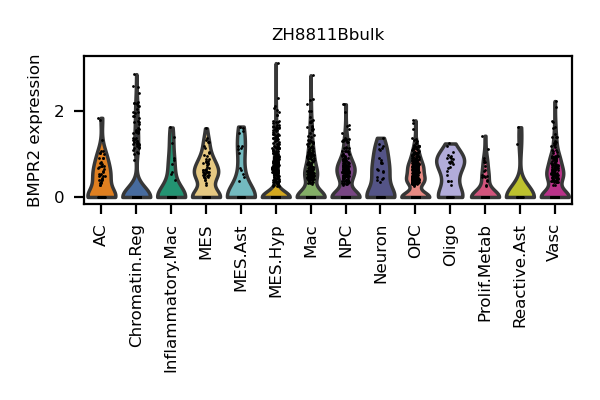 ZH8811Bbulk
BMPR2 expression
2
0
AC
Chromatin.Reg
Inflammatory.Mac
MES
MES.Ast
MES.Hyp
Mac
NPC
Neuron
OPC
Oligo
Prolif.Metab
Reactive.Ast
Vasc